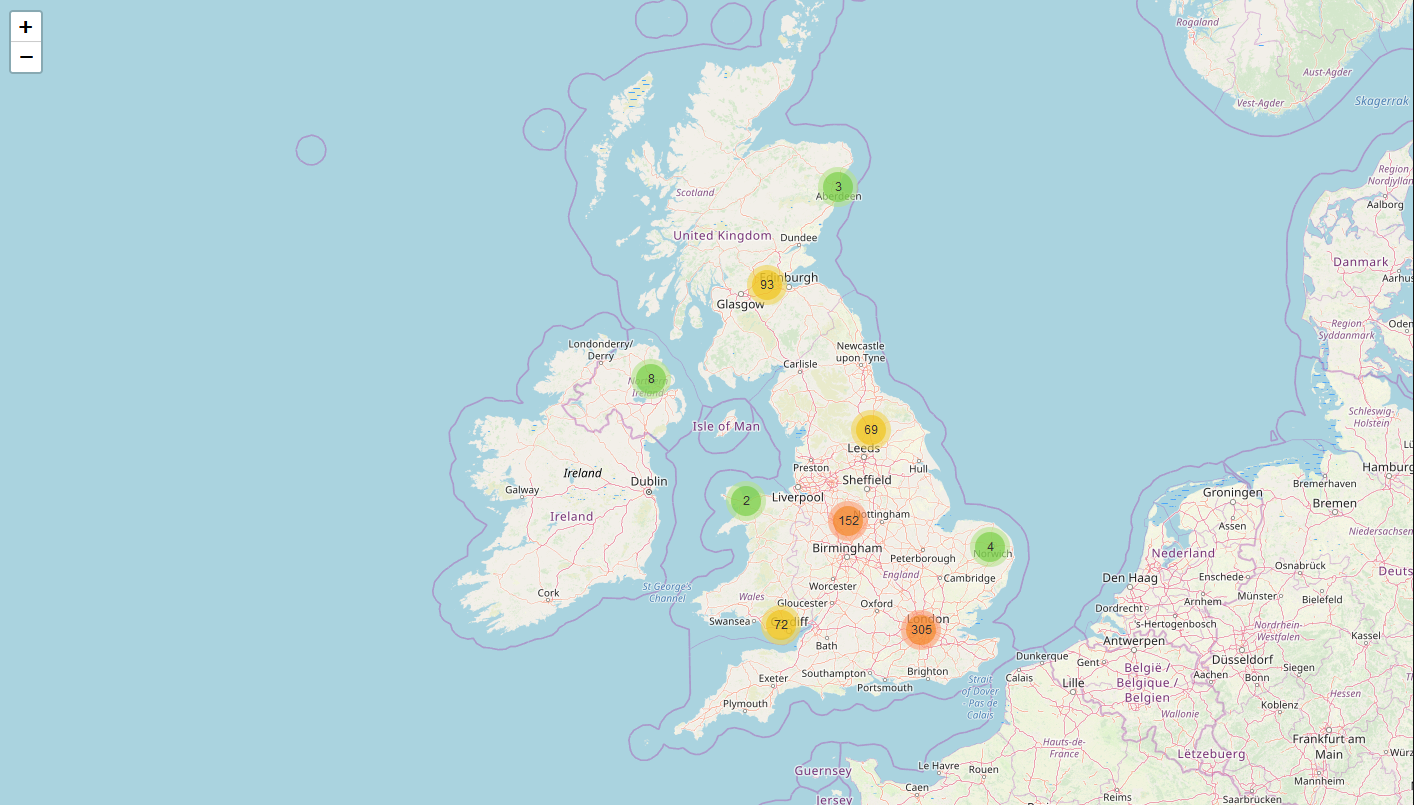 +
−
Rogaland
Aust-Agder
Vest-Agder
Skagerrak
Region
Nordjylland
Aalborg
3
Aberdeen
Scotland
United Kingdom
Dundee
Danmark
Aarhus
93
Edinburgh
Glasgow
Region
Syddanmark
Londonderry/
Derry
Newcastle
upon Tyne
Carlisle
8
Northern
Ireland
Isle of Man
69
Leeds
Schleswig-
Holstein
Preston
Hull
Hamburg
Ireland
Sheffield
Dublin
Galway
2
Liverpool
Groningen
Bremerhaven
Bremen
Ireland
152
Nottingham
Assen
Niedersachsen
Birmingham
4
Norwich
Peterborough
Nederland
England
Cambridge
Den Haag
Enschede
Osnabrück
Deuts
St George's
Channel
Worcester
Cork
Wales
Gloucester
Oxford
Dordrecht
Arnhem
Münster
Bielefeld
Swansea
72
Cardiff
London
305
's-Hertogenbosch
Nordrhein-
Westfalen
Kassel
Bath
Antwerpen
Dunkerque
Gent
Düsseldorf
Siegen
Exeter
Southampton
Brighton
Portsmouth
Strait
of Dover
- Pas de
Calais
Calais
Lille
België /
Belgique /
Belgien
Aachen
Bonn
Hessen
Plymouth
Wallonie
Koblenz
Hauts-de-
France
Lëtzebuerg
Frankfurt am
Main
Guernsey
Le Havre
Rouen
Mannheim
Caen
Jersey
Reims
Saarbrücken